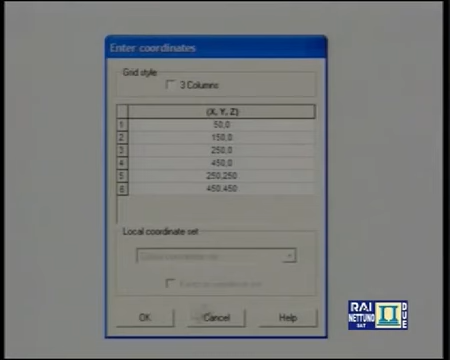 Enter coordinates
Grid style
3 Columns
(X, Y, Z)
1 50,0
2 150,0
3 250,0
4 450,0
5 250,250
6 450,450
Local coordinate set
OK Cancel Help
RAI
NETTUNO
SAT
DUE